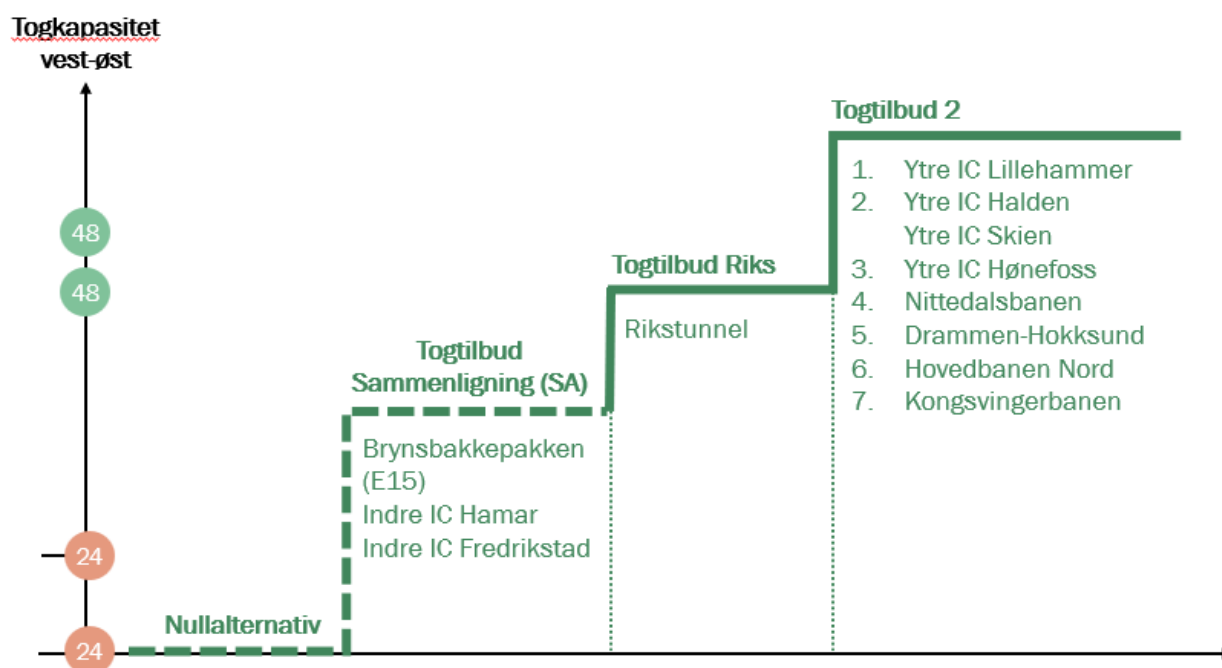 Togkapasitet
vest-øst
Togtilbud 2
1. Ytre IC Lillehammer
2. Ytre IC Halden
Ytre IC Skien
3. Ytre IC Hønefoss
4. Nittedalsbanen
5. Drammen-Hokksund
6. Hovedbanen Nord
7. Kongsvingerbanen
48
48
Togtilbud Riks
Rikstunnel
Togtilbud
Sammenligning (SA)
Brynsbakkepakken
(E15)
Indre IC Hamar
Indre IC Fredrikstad
24
Nullalternativ
24